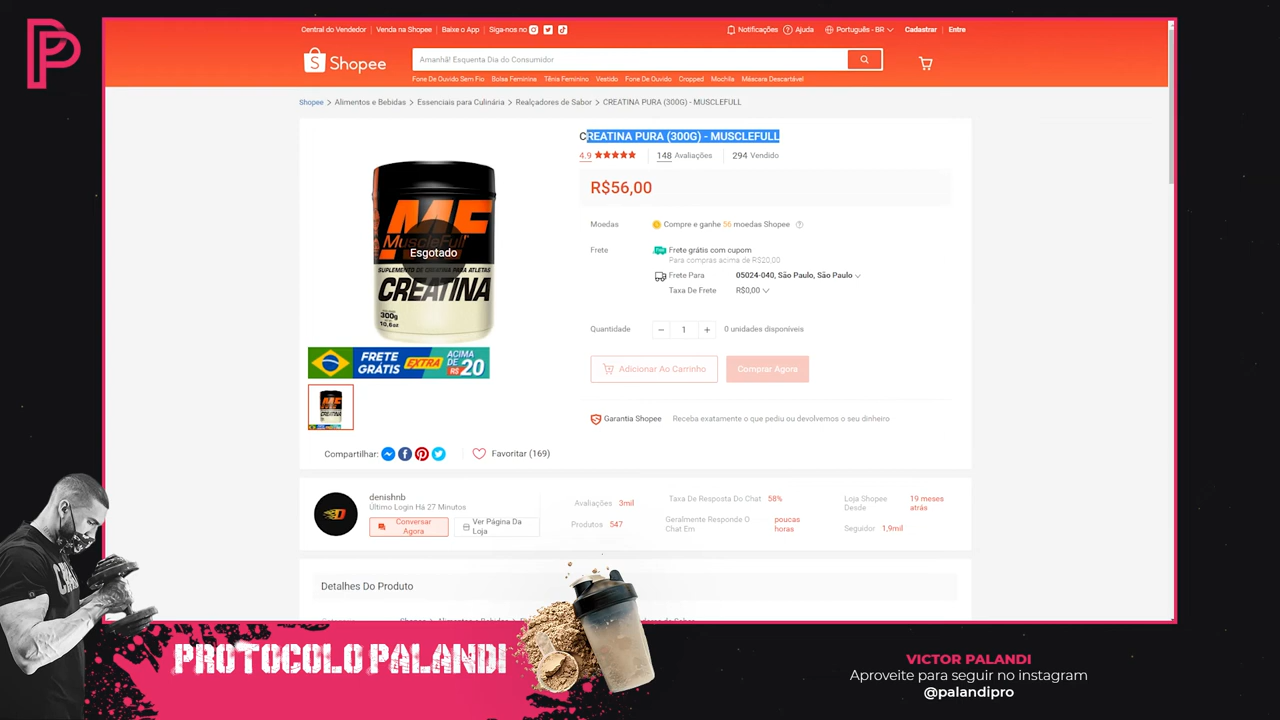 Central do Vendedor
Venda na Shopee
Baixe o App
Siga-nos no
Notificações
Ajuda
Português - BR
Cadastrar
Entre
Shopee
Amanhã! Esquenta Dia do Consumidor
Fone De Ouvido Sem Fio
Bolsa Feminina
Tênis Feminino
Vestido
Fone De Ouvido
Cropped
Mochila
Máscara Descartável
Shopee > Alimentos e Bebidas > Essenciais para Culinária > Realçadores de Sabor > CREATINA PURA (300G) - MUSCLEFULL
CREATINA PURA (300G) - MUSCLEFULL
4.9
148 Avaliações
294 Vendido
R$56,00
Moedas
Compre e ganhe 56 moedas Shopee
Frete
Frete grátis com cupom
Para compras acima de R$20,00
Frete Para
05024-040, São Paulo, São Paulo
Taxa De Frete
R$0,00
Quantidade
− 1 +
0 unidades disponíveis
Adicionar Ao Carrinho
Comprar Agora
Garantia Shopee
Receba exatamente o que pediu ou devolvemos o seu dinheiro
MF
MuscleFull
Esgotado
SUPLEMENTO DE CREATINA PARA ATLETAS
CREATINA
300g
10,6oz
FRETE
GRÁTIS
EXTRA
ACIMA
DE
R$ 20
Compartilhar:
Favoritar (169)
denishnb
Último Login Há 27 Minutos
Conversar
Agora
Ver Página Da
Loja
Avaliações 3mil
Produtos 547
Taxa De Resposta Do Chat 58%
Geralmente Responde O
Chat Em
poucas
horas
Loja Shopee
Desde
19 meses
atrás
Seguidor 1,9mil
Detalhes Do Produto
PROTOCOLO PALANDI
VICTOR PALANDI
Aproveite para seguir no instagram
@palandipro